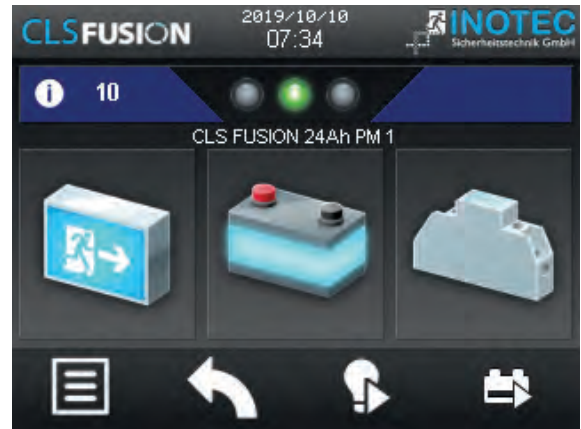 CLSFUSION
2019/10/10
07:34
INOTEC
Sicherheitstechnik GmbH
i 10
CLS FUSION 24Ah PM 1